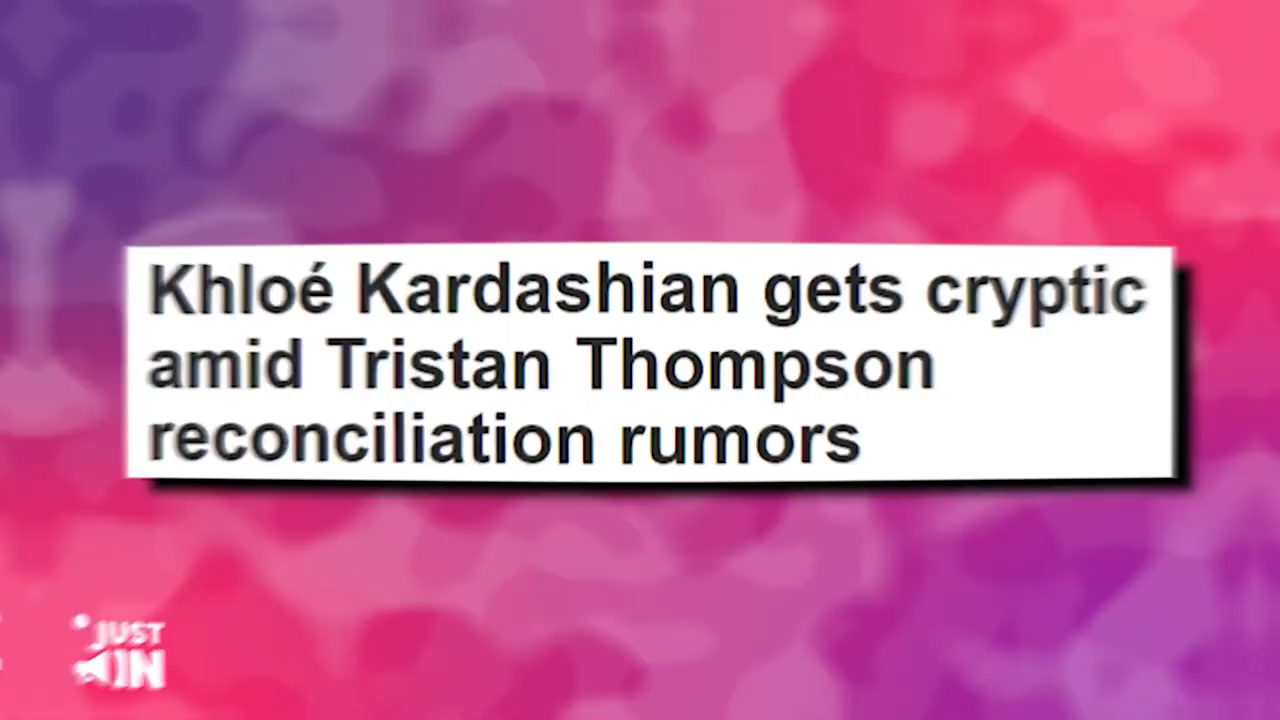 Khloé Kardashian gets cryptic
amid Tristan Thompson
reconciliation rumors
JUST
IN